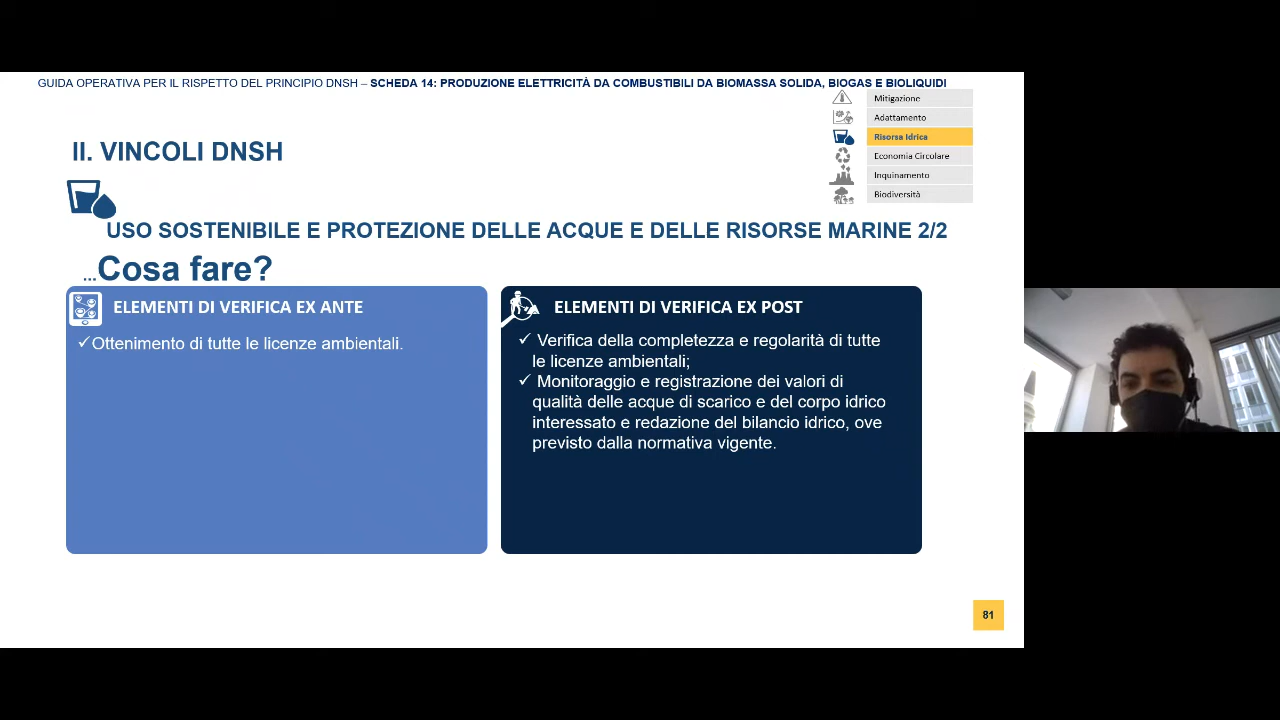 GUIDA OPERATIVA PER IL RISPETTO DEL PRINCIPIO DNSH – SCHEDA 14: PRODUZIONE ELETTRICITÀ DA COMBUSTIBILI DA BIOMASSA SOLIDA, BIOGAS E BIOLIQUIDI
Mitigazione
Adattamento
Risorsa Idrica
Economia Circolare
Inquinamento
Biodiversità
II. VINCOLI DNSH
USO SOSTENIBILE E PROTEZIONE DELLE ACQUE E DELLE RISORSE MARINE 2/2
...Cosa fare?
ELEMENTI DI VERIFICA EX ANTE
✓Ottenimento di tutte le licenze ambientali.
ELEMENTI DI VERIFICA EX POST
✓ Verifica della completezza e regolarità di tutte
le licenze ambientali;
✓ Monitoraggio e registrazione dei valori di
qualità delle acque di scarico e del corpo idrico
interessato e redazione del bilancio idrico, ove
previsto dalla normativa vigente.
81